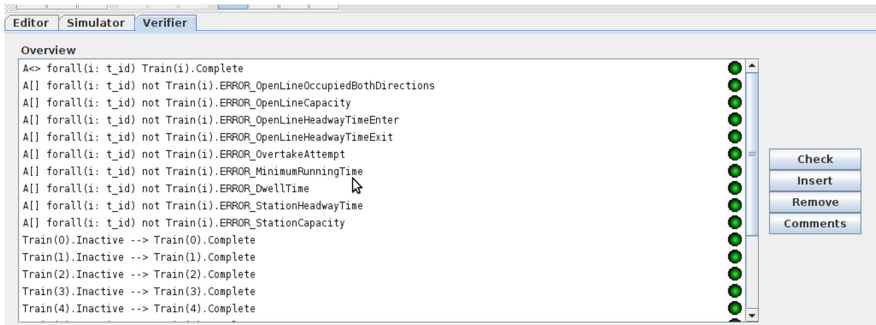 Editor Simulator Verifier
Overview
A<> forall(i: t_id) Train(i).Complete
A[] forall(i: t_id) not Train(i).ERROR_OpenLineOccupiedBothDirections
A[] forall(i: t_id) not Train(i).ERROR_OpenLineCapacity
A[] forall(i: t_id) not Train(i).ERROR_OpenLineHeadwayTimeEnter
A[] forall(i: t_id) not Train(i).ERROR_OpenLineHeadwayTimeExit
A[] forall(i: t_id) not Train(i).ERROR_OvertakeAttempt
A[] forall(i: t_id) not Train(i).ERROR_MinimumRunningTime
A[] forall(i: t_id) not Train(i).ERROR_DwellTime
A[] forall(i: t_id) not Train(i).ERROR_StationHeadwayTime
A[] forall(i: t_id) not Train(i).ERROR_StationCapacity
Train(0).Inactive --> Train(0).Complete
Train(1).Inactive --> Train(1).Complete
Train(2).Inactive --> Train(2).Complete
Train(3).Inactive --> Train(3).Complete
Train(4).Inactive --> Train(4).Complete
Check
Insert
Remove
Comments